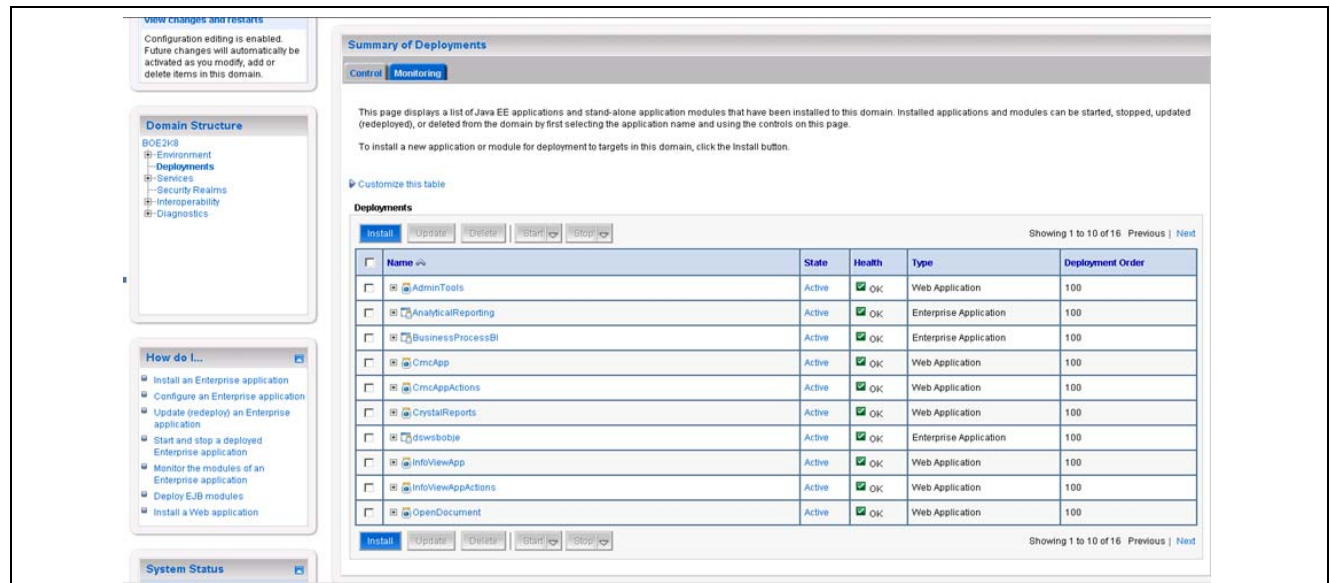 View changes and restarts
Configuration editing is enabled.
Future changes will automatically be
activated as you modify, add or
delete items in this domain.
Domain Structure
BOE2K8
Environment
Deployments
Services
Security Realms
Interoperability
Diagnostics
How do I...
Install an Enterprise application
Configure an Enterprise application
Update (redeploy) an Enterprise
application
Start and stop a deployed
Enterprise application
Monitor the modules of an
Enterprise application
Deploy EJB modules
Install a Web application
System Status
Summary of Deployments
Control Monitoring
This page displays a list of Java EE applications and stand-alone application modules that have been installed to this domain. Installed applications and modules can be started, stopped, updated
(redeployed), or deleted from the domain by first selecting the application name and using the controls on this page.
To install a new application or module for deployment to targets in this domain, click the Install button.
Customize this table
Deployments
Install Update Delete Start Stop Showing 1 to 10 of 16 Previous | Next
Name State Health Type Deployment Order
AdminTools Active OK Web Application 100
AnalyticalReporting Active OK Enterprise Application 100
BusinessProcessBI Active OK Enterprise Application 100
CmcApp Active OK Web Application 100
CmcAppActions Active OK Web Application 100
CrystalReports Active OK Web Application 100
dswsbobje Active OK Enterprise Application 100
InfoViewApp Active OK Web Application 100
InfoViewAppActions Active OK Web Application 100
OpenDocument Active OK Web Application 100
Install Update Delete Start Stop Showing 1 to 10 of 16 Previous | Next